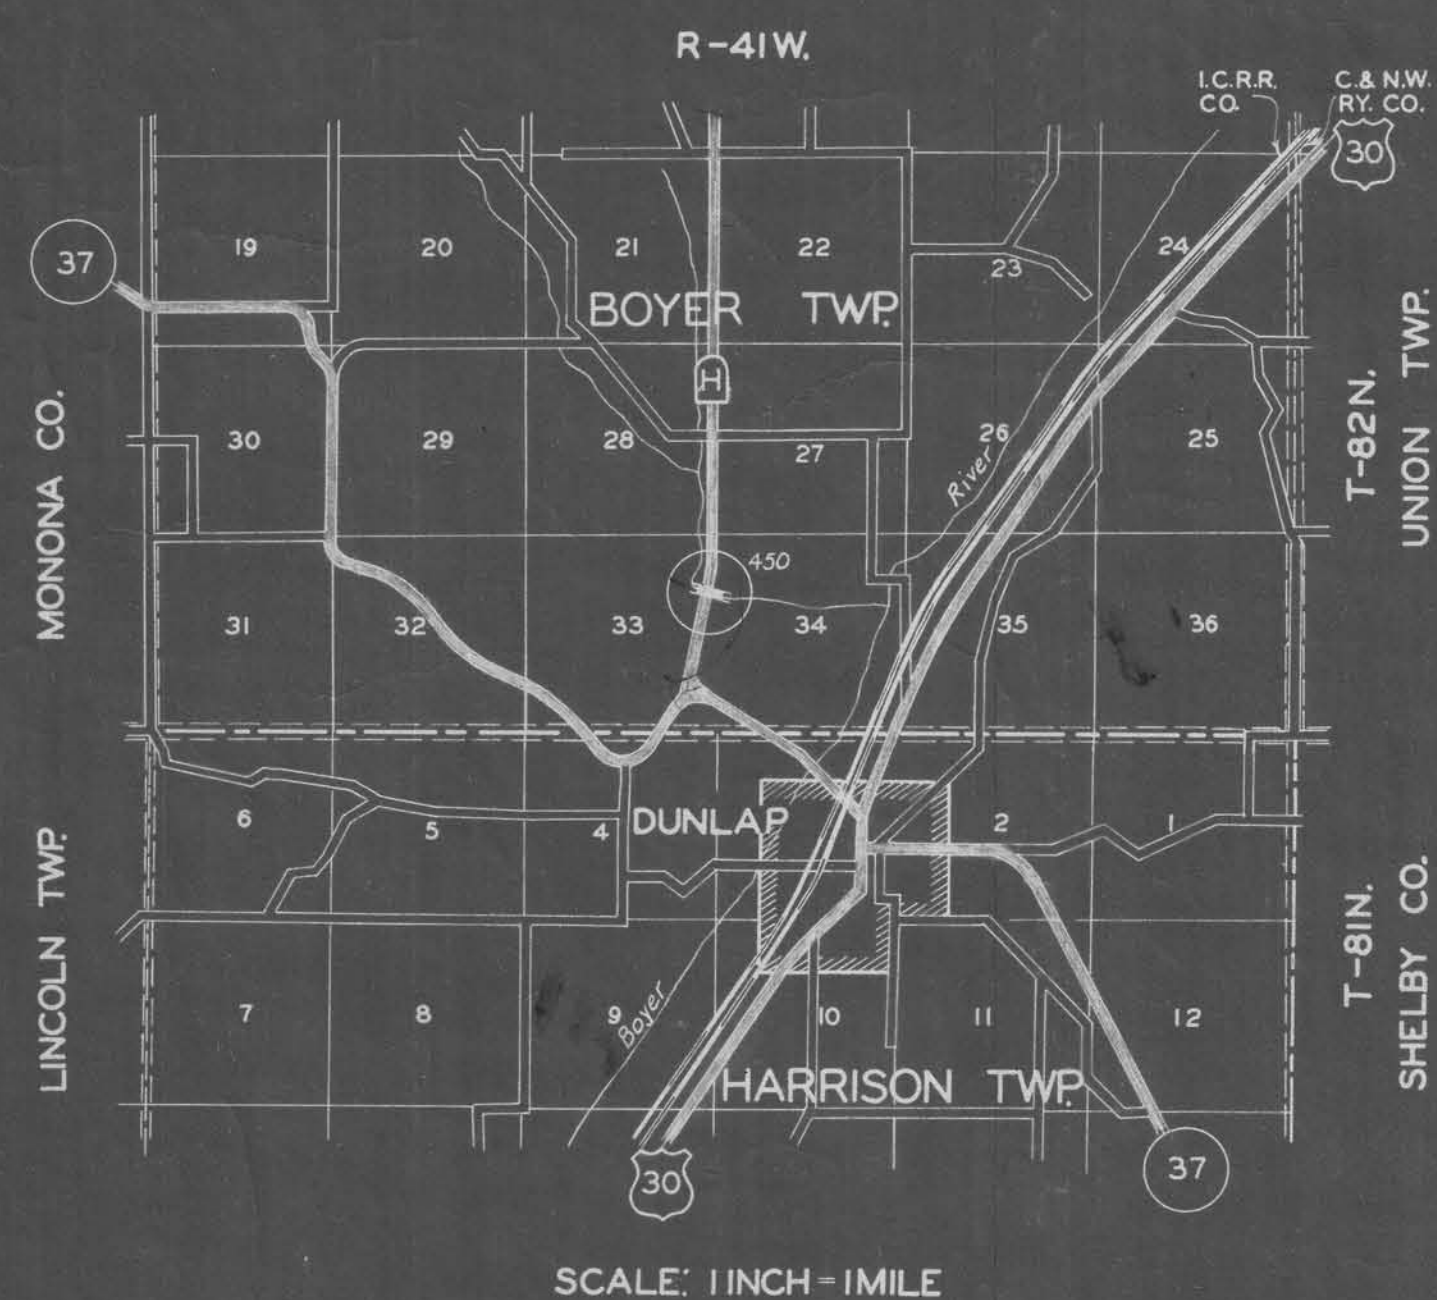 R-41W.
I.C.R.R.
CO.
C.& N.W.
RY. CO.
30
37
19
20
21
22
23
24
BOYER TWP.
H
30
29
28
27
26
25
River
450
31
32
33
34
35
36
MONONA CO.
T-82N.
UNION TWP.
6
5
4
DUNLAP
2
1
LINCOLN TWP.
T-81N.
SHELBY CO.
7
8
9
Boyer
10
11
12
HARRISON TWP.
30
37
SCALE: 1 INCH = 1 MILE